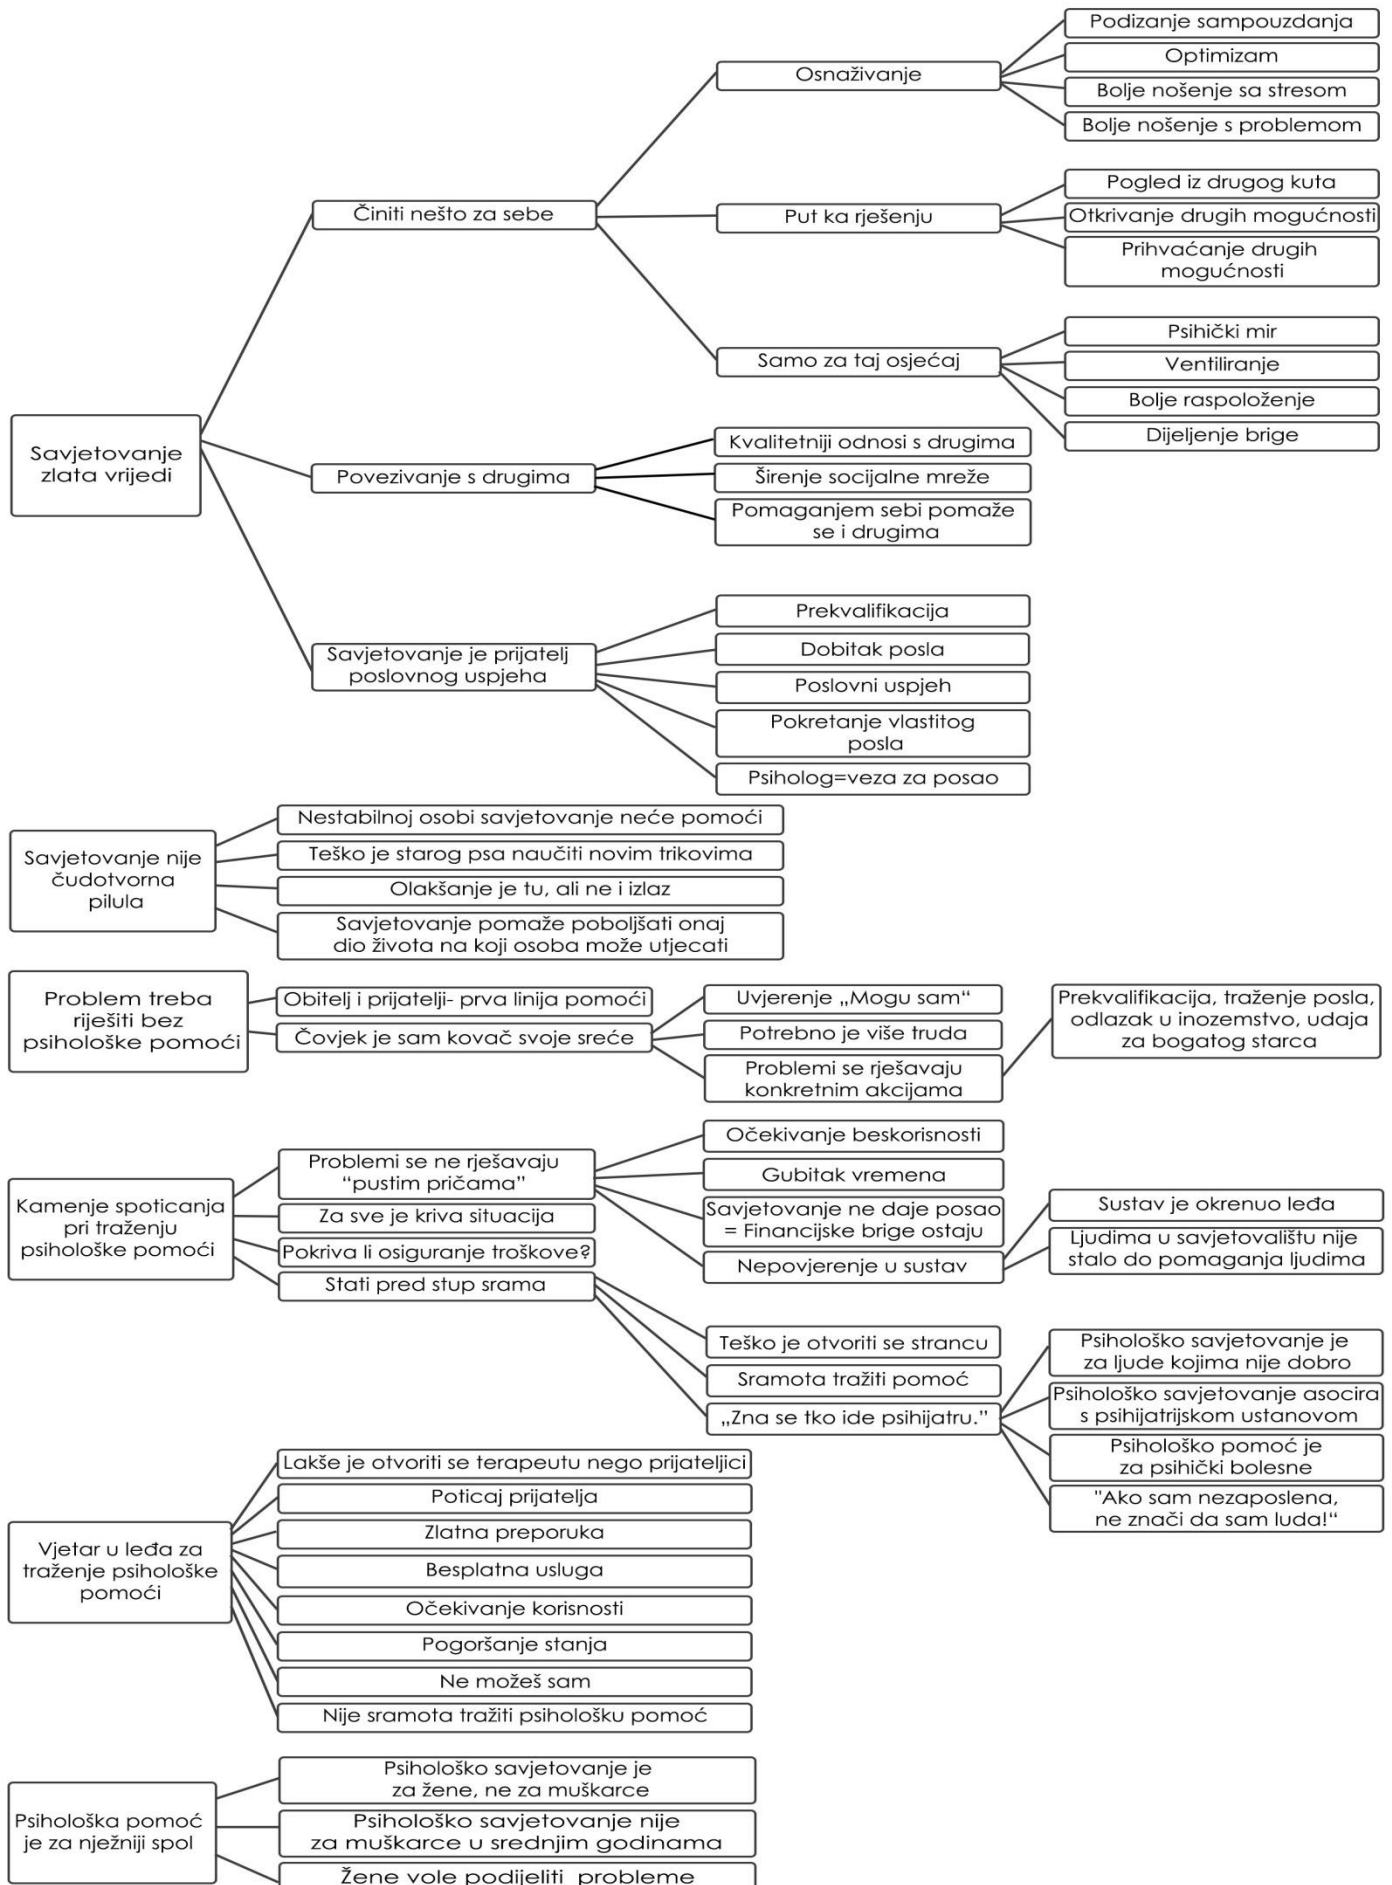 Savjetovanje
zlata vrijedi
Činiti nešto za sebe
Osnaživanje
Podizanje sampouzdanja
Optimizam
Bolje nošenje sa stresom
Bolje nošenje s problemom
Put ka rješenju
Pogled iz drugog kuta
Otkrivanje drugih mogućnosti
Prihvaćanje drugih
mogućnosti
Samo za taj osjećaj
Psihički mir
Ventiliranje
Bolje raspoloženje
Dijeljenje brige
Povezivanje s drugima
Kvalitetniji odnosi s drugima
Širenje socijalne mreže
Pomaganjem sebi pomaže
se i drugima
Savjetovanje je prijatelj
poslovnog uspjeha
Prekvalifikacija
Dobitak posla
Poslovni uspjeh
Pokretanje vlastitog
posla
Psiholog=veza za posao
Savjetovanje nije
čudotvorna
pilula
Nestabilnoj osobi savjetovanje neće pomoći
Teško je starog psa naučiti novim trikovima
Olakšanje je tu, ali ne i izlaz
Savjetovanje pomaže poboljšati onaj
dio života na koji osoba može utjecati
Problem treba
riješiti bez
psihološke pomoći
Obitelj i prijatelji- prva linija pomoći
Čovjek je sam kovač svoje sreće
Uvjerenje „Mogu sam“
Potrebno je više truda
Problemi se rješavaju
konkretnim akcijama
Prekvalifikacija, traženje posla,
odlazak u inozemstvo, udaja
za bogatog starca
Kamenje spoticanja
pri traženju
psihološke pomoći
Problemi se ne rješavaju
“pustim pričama”
Očekivanje beskorisnosti
Gubitak vremena
Savjetovanje ne daje posao
= Financijske brige ostaju
Nepovjerenje u sustav
Sustav je okrenuo leđa
Ljudima u savjetovalištu nije
stalo do pomaganja ljudima
Za sve je kriva situacija
Pokriva li osiguranje troškove?
Stati pred stup srama
Teško je otvoriti se strancu
Sramota tražiti pomoć
„Zna se tko ide psihijatru.”
Psihološko savjetovanje je
za ljude kojima nije dobro
Psihološko savjetovanje asocira
s psihijatrijskom ustanovom
Psihološko pomoć je
za psihički bolesne
"Ako sam nezaposlena,
ne znači da sam luda!“
Vjetar u leđa za
traženje psihološke
pomoći
Lakše je otvoriti se terapeutu nego prijateljici
Poticaj prijatelja
Zlatna preporuka
Besplatna usluga
Očekivanje korisnosti
Pogoršanje stanja
Ne možeš sam
Nije sramota tražiti psihološku pomoć
Psihološka pomoć
je za nježniji spol
Psihološko savjetovanje je
za žene, ne za muškarce
Psihološko savjetovanje nije
za muškarce u srednjim godinama
Žene vole podijeliti probleme